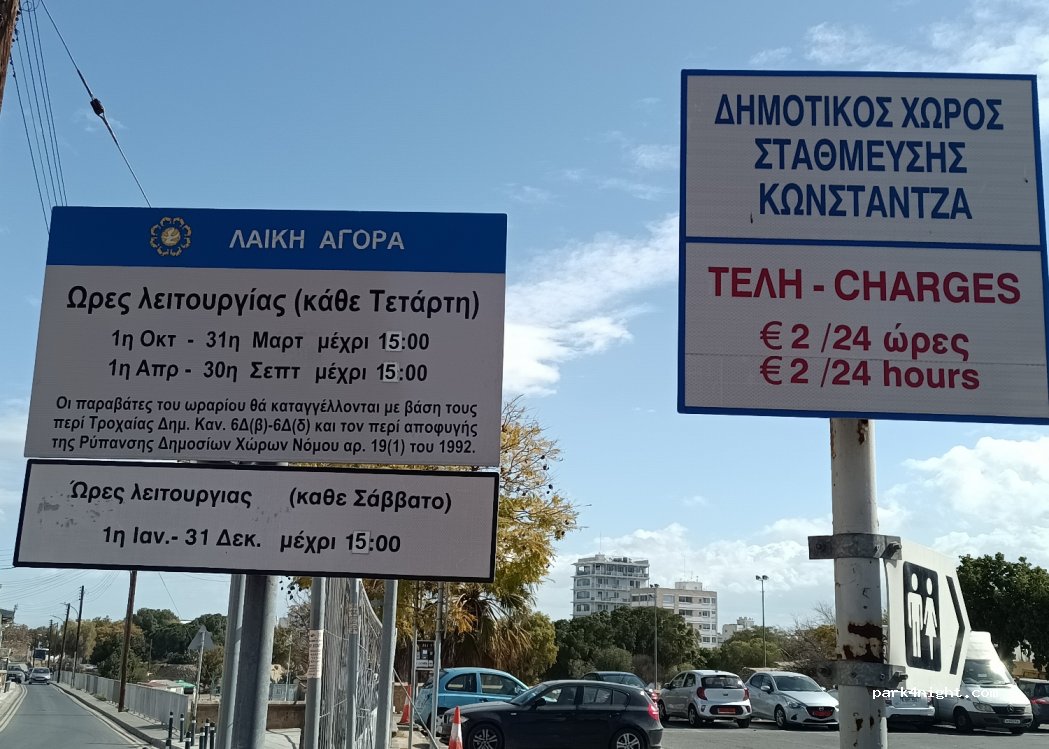 ΛΑΙΚΗ ΑΓΟΡΑ
Ωρες λειτουργίας (κάθε Τετάρτη)
1η Οκτ - 31η Μαρτ μέχρι 15:00
1η Απρ - 30η Σεπτ μέχρι 15:00
Οι παραβάτες του ωραρίου θά καταγγέλλονται με βάση τους
περί Τροχαίας Δημ. Καν. 6Δ(β)-6Δ(δ) και τον περί αποφυγής
της Ρύπανσης Δημοσίων Χώρων Νόμου αρ. 19(1) του 1992.
Ώρες λειτουργιας (καθε Σάββατο)
1η Ιαν.- 31 Δεκ. μέχρι 15:00
ΔΗΜΟΤΙΚΟΣ ΧΩΡΟΣ
ΣΤΑΘΜΕΥΣΗΣ
ΚΩΝΣΤΑΝΤΖΑ
ΤΕΛΗ - CHARGES
€ 2 /24 ώρες
€ 2 /24 hours
park4night.com